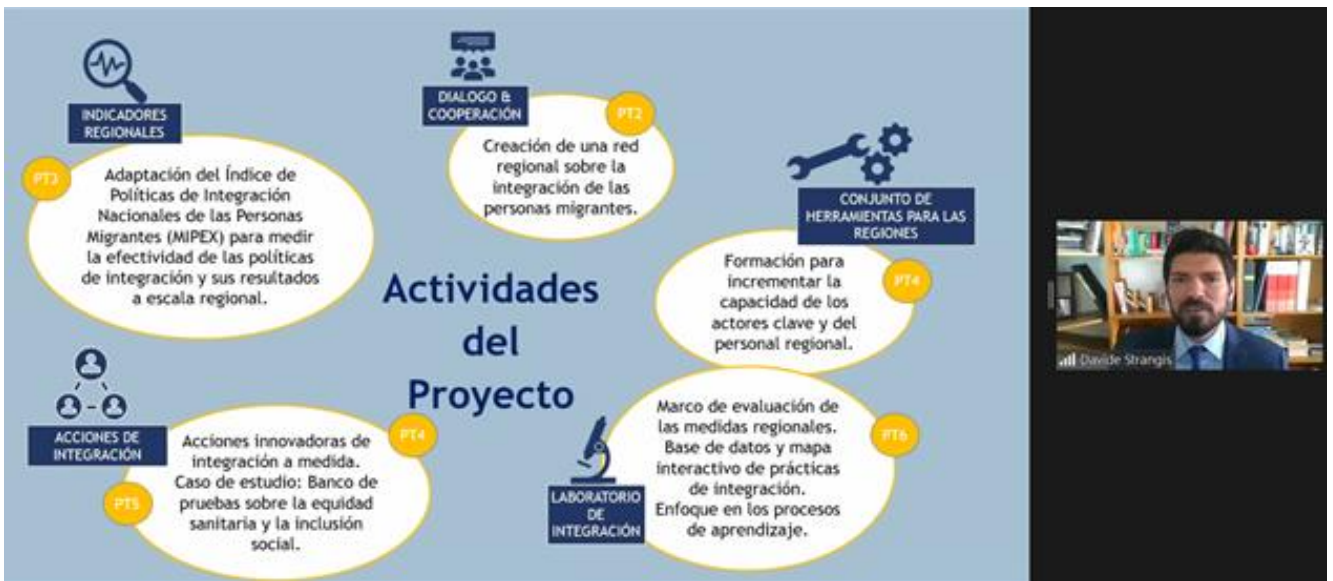 INDICADORES
REGIONALES
PT3
Adaptación del Índice de
Políticas de Integración
Nacionales de las Personas
Migrantes (MIPEX) para medir
la efectividad de las políticas
de integración y sus resultados
a escala regional.
DIALOGO &
COOPERACIÓN
PT2
Creación de una red
regional sobre la
integración de las
personas migrantes.
CONJUNTO DE
HERRAMIENTAS PARA LAS
REGIONES
PT4
Formación para
incrementar la
capacidad de los
actores clave y del
personal regional.
Actividades
del
Proyecto
ACCIONES DE
INTEGRACIÓN
PT4
PT5
Acciones innovadoras de
integración a medida.
Caso de estudio: Banco de
pruebas sobre la equidad
sanitaria y la inclusión
social.
LABORATORIO
DE
INTEGRACIÓN
PT6
Marco de evaluación de
las medidas regionales.
Base de datos y mapa
interactivo de prácticas
de integración.
Enfoque en los procesos
de aprendizaje.
Davide Strangis